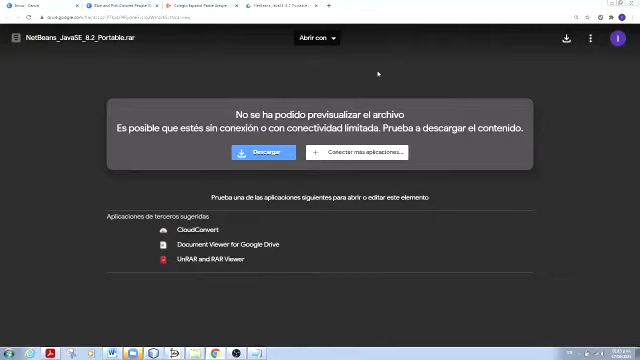 Inicio - Canva
NetBeans_JavaSE_8.2_Portable.rar
Abrir con
I
No se ha podido previsualizar el archivo
Es posible que estés sin conexión o con conectividad limitada. Prueba a descargar el contenido.
Descargar
+ Conectar más aplicaciones...
Prueba una de las aplicaciones siguientes para abrir o editar este elemento
Aplicaciones de terceros sugeridas
CloudConvert
Document Viewer for Google Drive
UnRAR and RAR Viewer